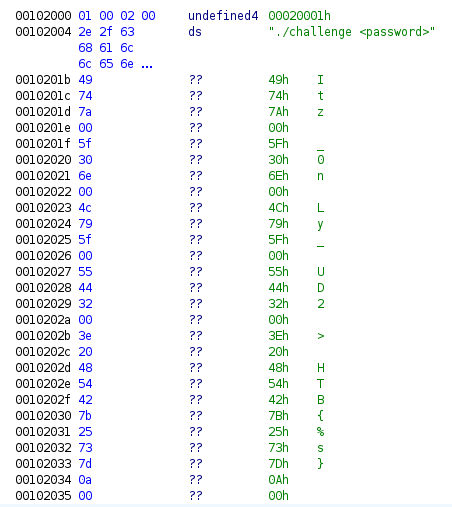 00102000 01 00 02 00 undefined4 00020001h
00102004 2e 2f 63 ds "./challenge <password>"
68 61 6c
6c 65 6e ...
0010201b 49 ?? 49h I
0010201c 74 ?? 74h t
0010201d 7a ?? 7Ah z
0010201e 00 ?? 00h
0010201f 5f ?? 5Fh _
00102020 30 ?? 30h 0
00102021 6e ?? 6Eh n
00102022 00 ?? 00h
00102023 4c ?? 4Ch L
00102024 79 ?? 79h y
00102025 5f ?? 5Fh _
00102026 00 ?? 00h
00102027 55 ?? 55h U
00102028 44 ?? 44h D
00102029 32 ?? 32h 2
0010202a 00 ?? 00h
0010202b 3e ?? 3Eh >
0010202c 20 ?? 20h
0010202d 48 ?? 48h H
0010202e 54 ?? 54h T
0010202f 42 ?? 42h B
00102030 7b ?? 7Bh {
00102031 25 ?? 25h %
00102032 73 ?? 73h s
00102033 7d ?? 7Dh }
00102034 0a ?? 0Ah
00102035 00 ?? 00h